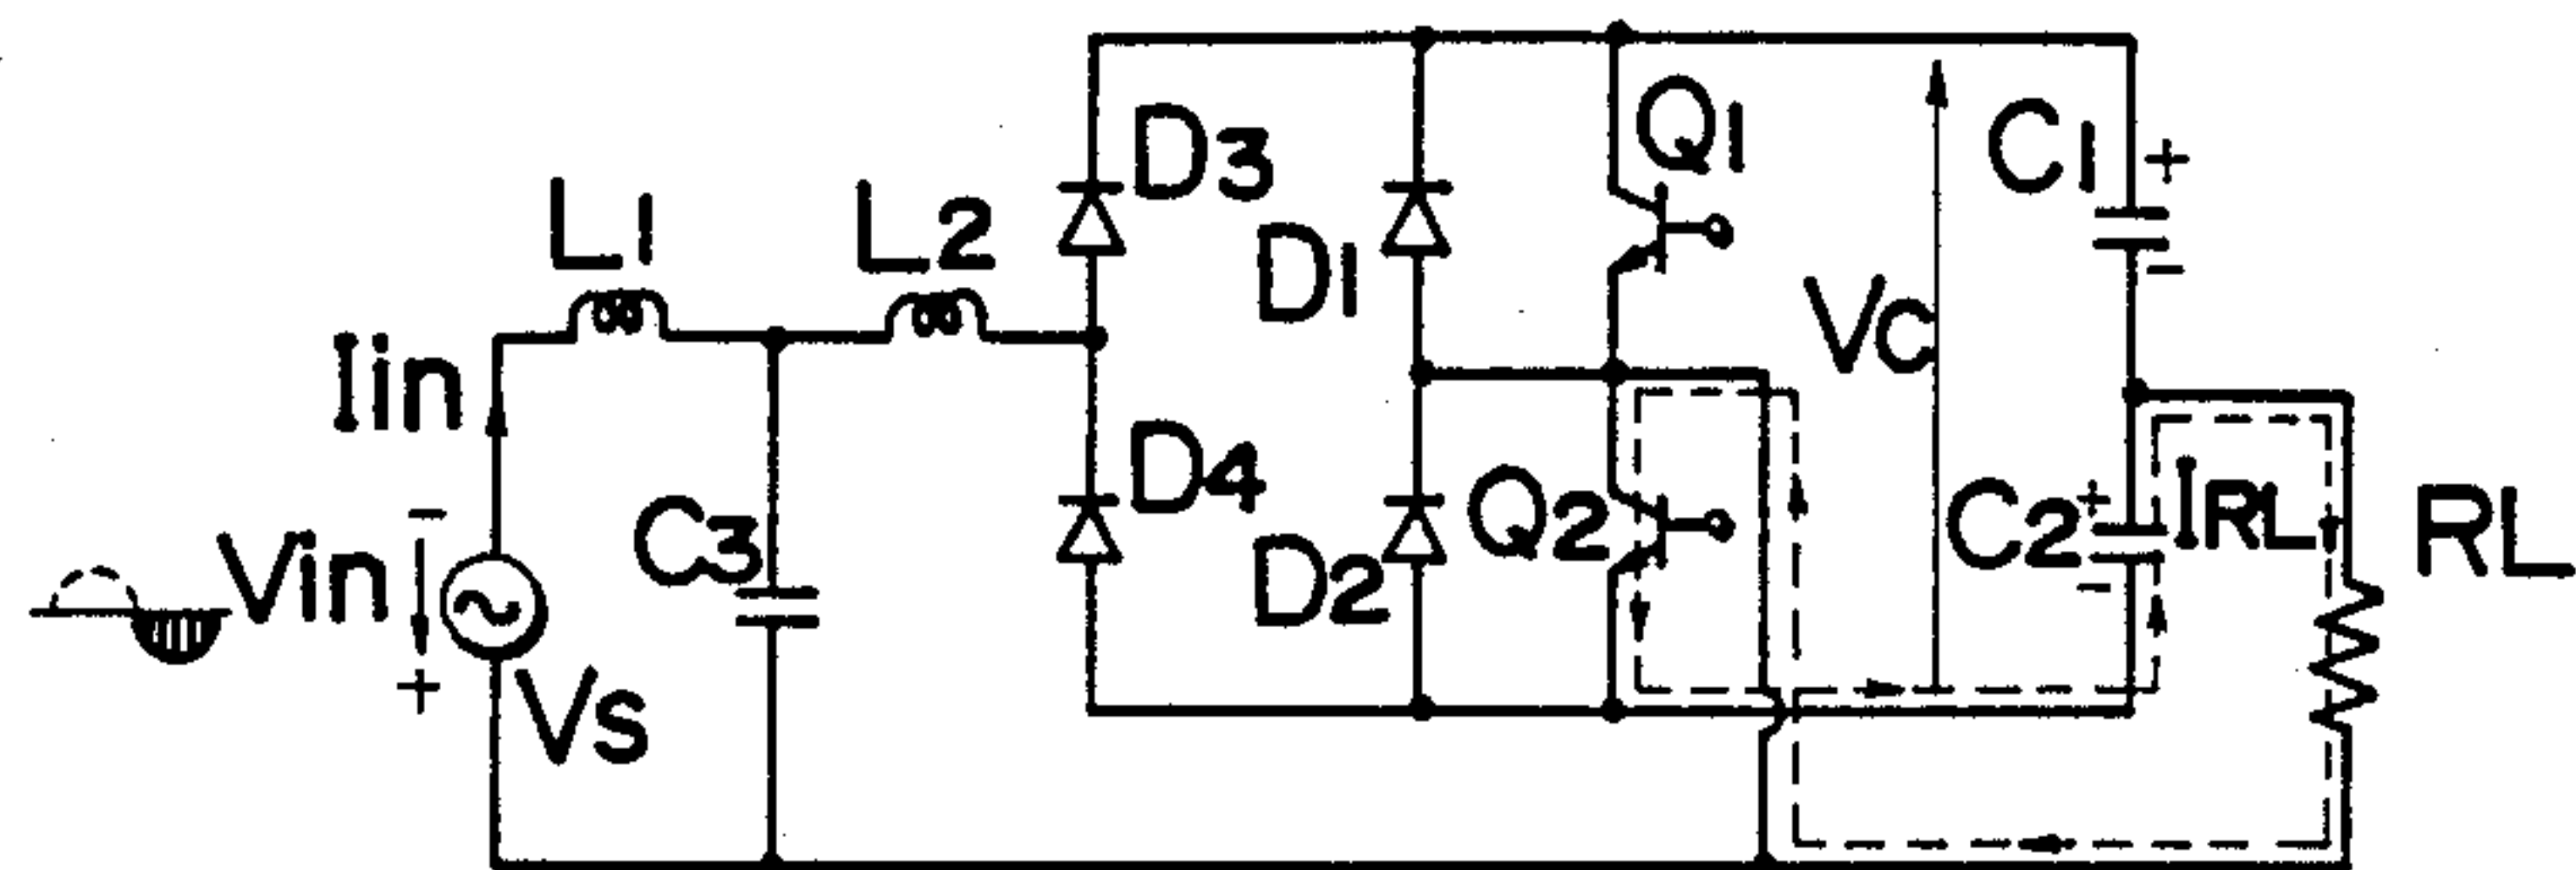 D3
Q1
C1
+
-
L1
L2
D1
Vc
Iin
D4
Q2
C2
+
-
IRL
RL
-
Vin
+
C3
D2
Vs